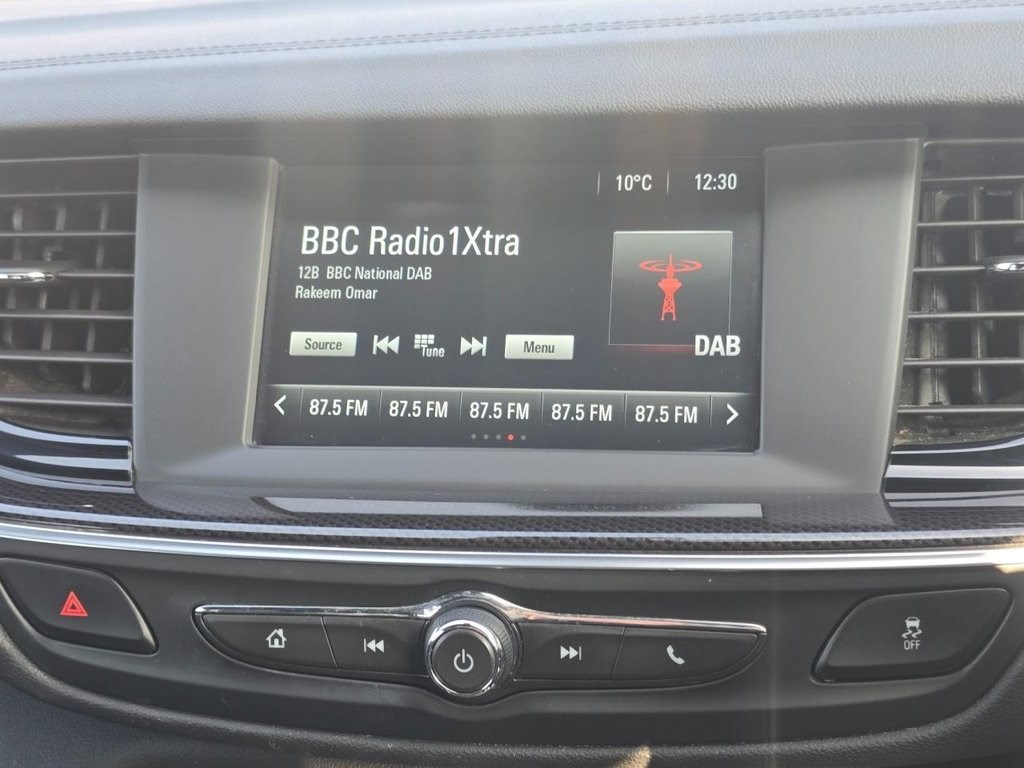 10°C 12:30
BBC Radio1Xtra
12B BBC National DAB
Rakeem Omar
Source Tune Menu
DAB
87.5 FM 87.5 FM 87.5 FM 87.5 FM 87.5 FM
OFF